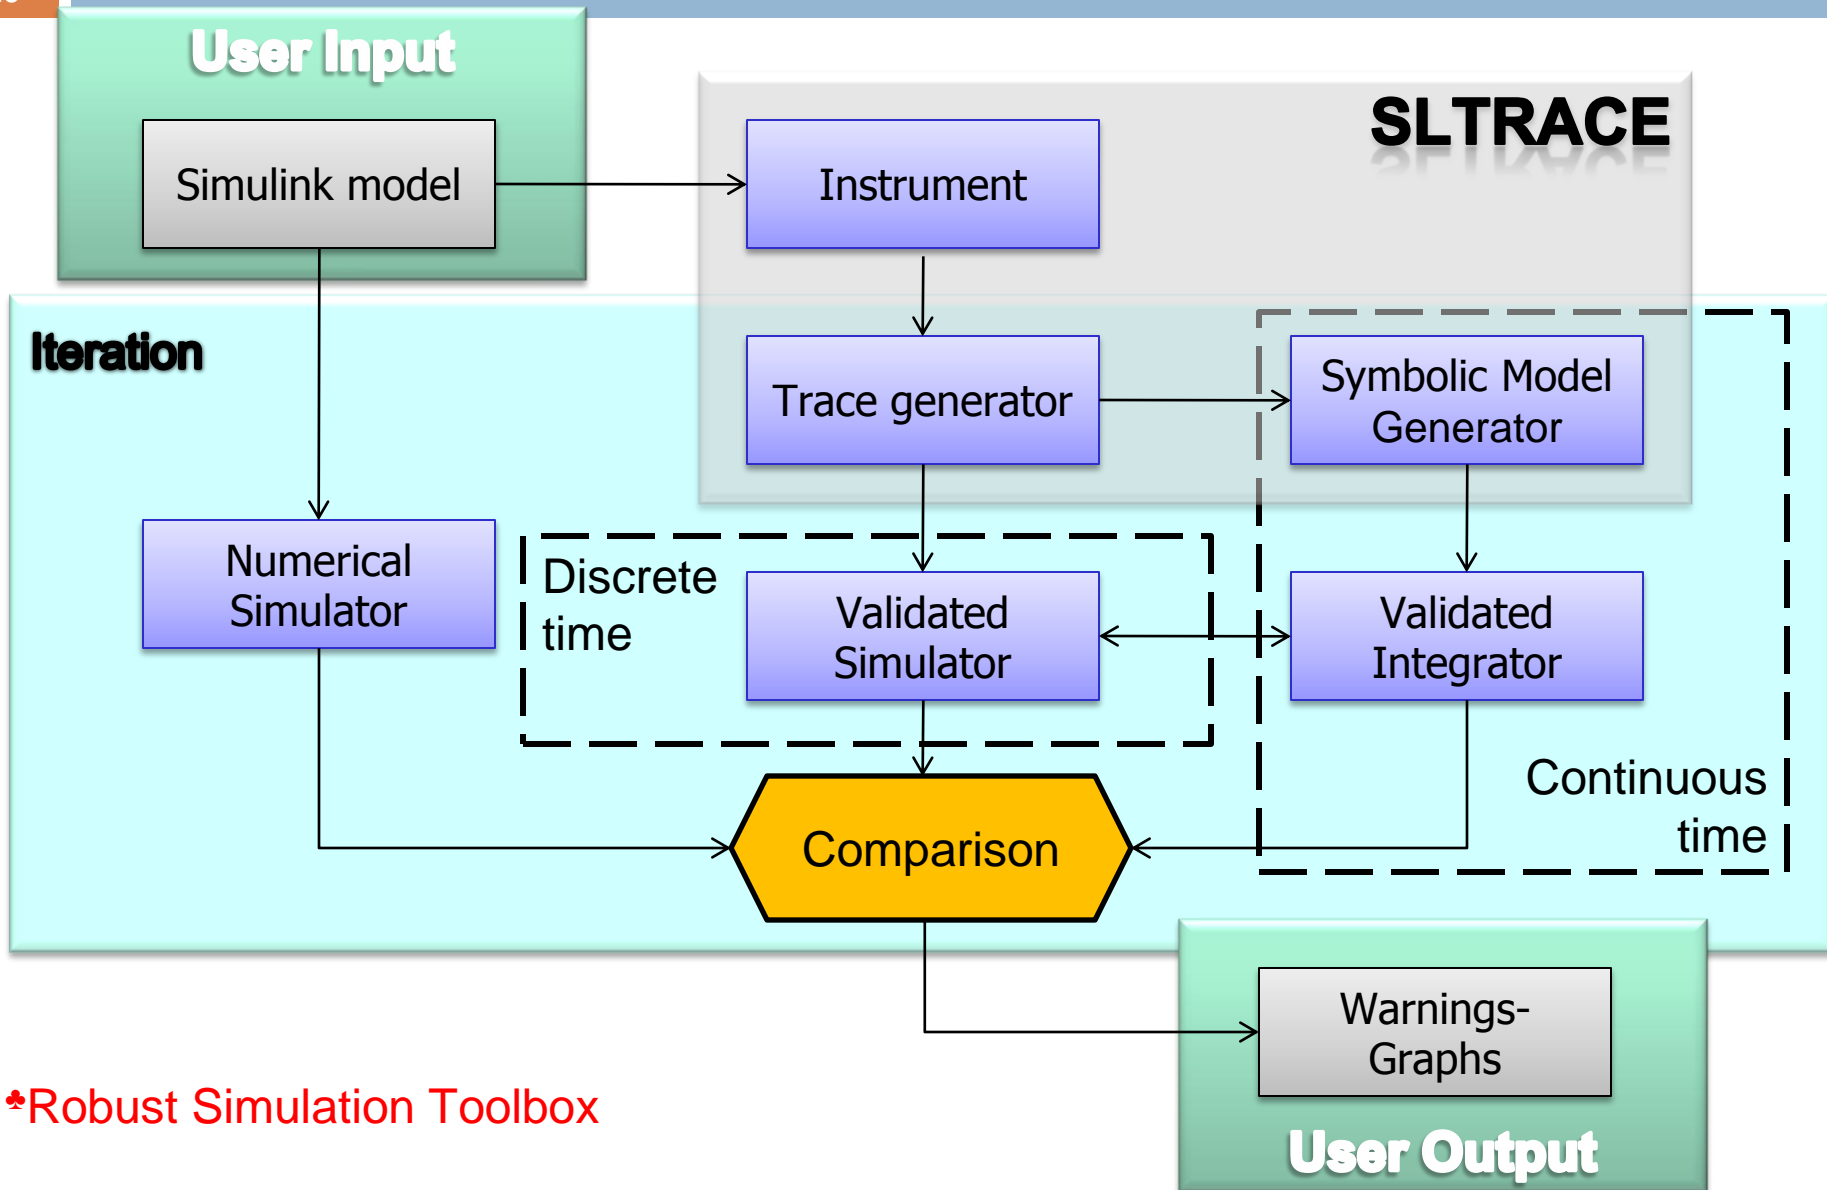 User Input
SLTRACE
Simulink model
Instrument
Iteration
Trace generator
Symbolic Model
Generator
Numerical
Simulator
Discrete
time
Validated
Simulator
Validated
Integrator
Continuous
time
Comparison
Warnings-
Graphs
♣Robust Simulation Toolbox
User Output